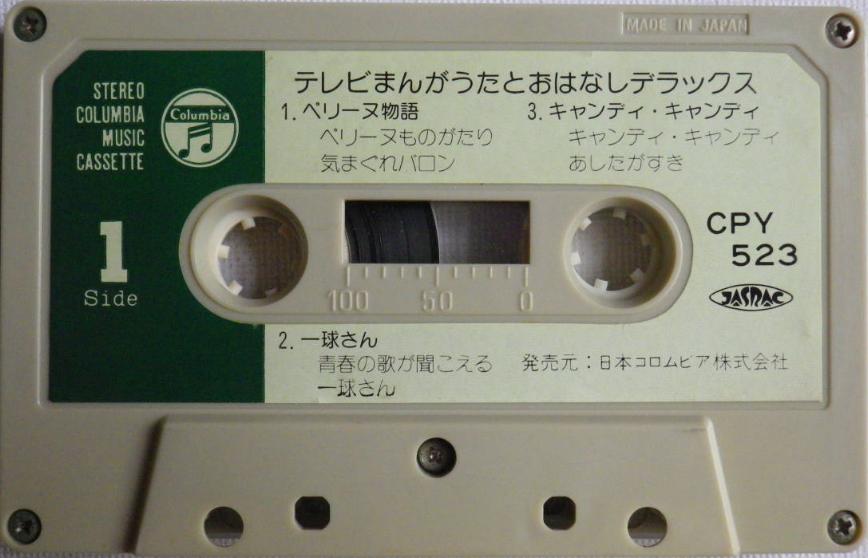 MADE IN JAPAN
STEREO
COLUMBIA
MUSIC
CASSETTE
Columbia
テレビまんがうたとおはなしデラックス
1. ペリーヌ物語
ペリーヌものがたり
気まぐれバロン
3. キャンディ・キャンディ
キャンディ・キャンディ
あしたがすき
1
Side
100 50 0
CPY
523
JASRAC
2. 一球さん
青春の歌が聞こえる
一球さん
発売元：日本コロムビア株式会社